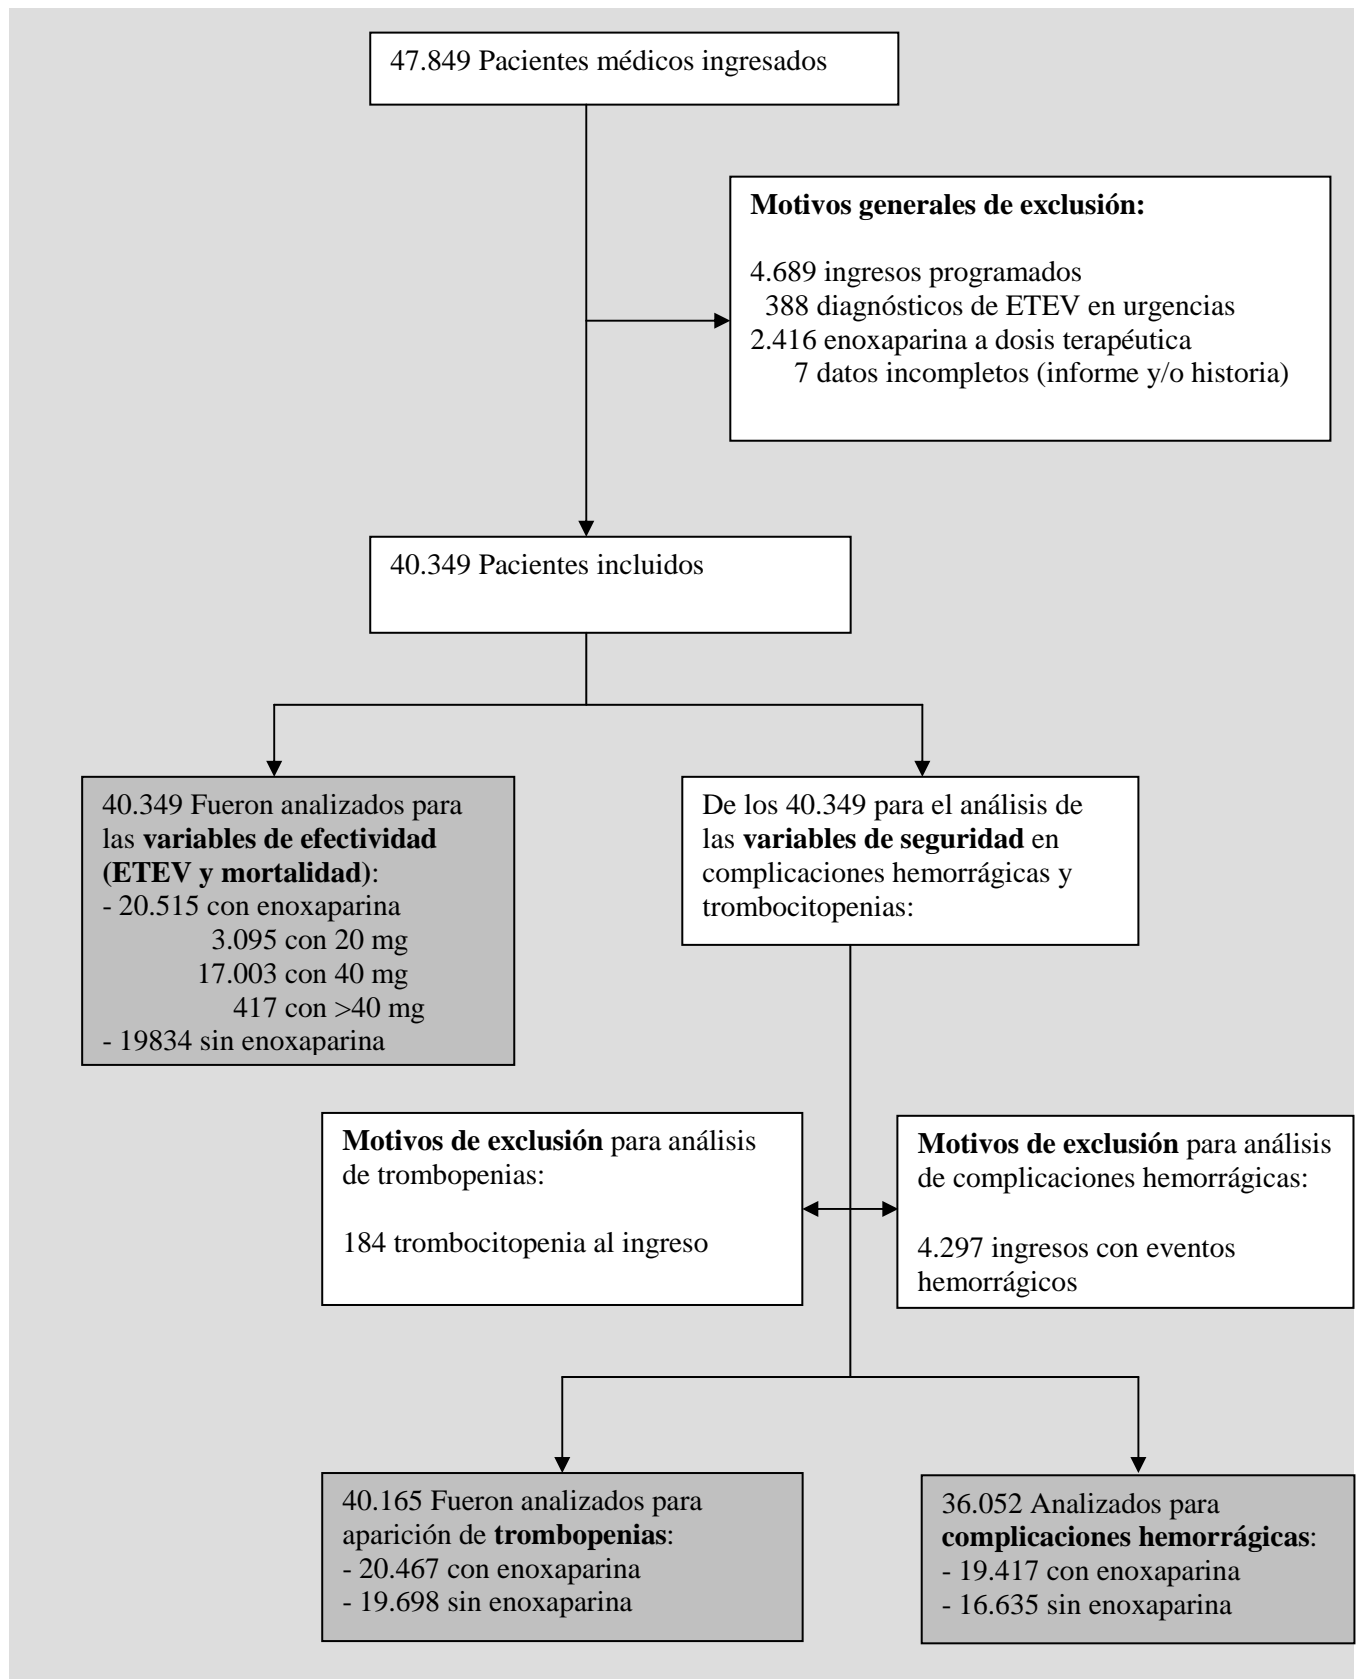 47.849 Pacientes médicos ingresados
Motivos generales de exclusión:
4.689 ingresos programados
388 diagnósticos de ETEV en urgencias
2.416 enoxaparina a dosis terapéutica
7 datos incompletos (informe y/o historia)
40.349 Pacientes incluidos
40.349 Fueron analizados para
las variables de efectividad
(ETEV y mortalidad):
- 20.515 con enoxaparina
3.095 con 20 mg
17.003 con 40 mg
417 con >40 mg
- 19834 sin enoxaparina
De los 40.349 para el análisis de
las variables de seguridad en
complicaciones hemorrágicas y
trombocitopenias:
Motivos de exclusión para análisis
de trombopenias:
184 trombocitopenia al ingreso
Motivos de exclusión para análisis
de complicaciones hemorrágicas:
4.297 ingresos con eventos
hemorrágicos
40.165 Fueron analizados para
aparición de trombopenias:
- 20.467 con enoxaparina
- 19.698 sin enoxaparina
36.052 Analizados para
complicaciones hemorrágicas:
- 19.417 con enoxaparina
- 16.635 sin enoxaparina